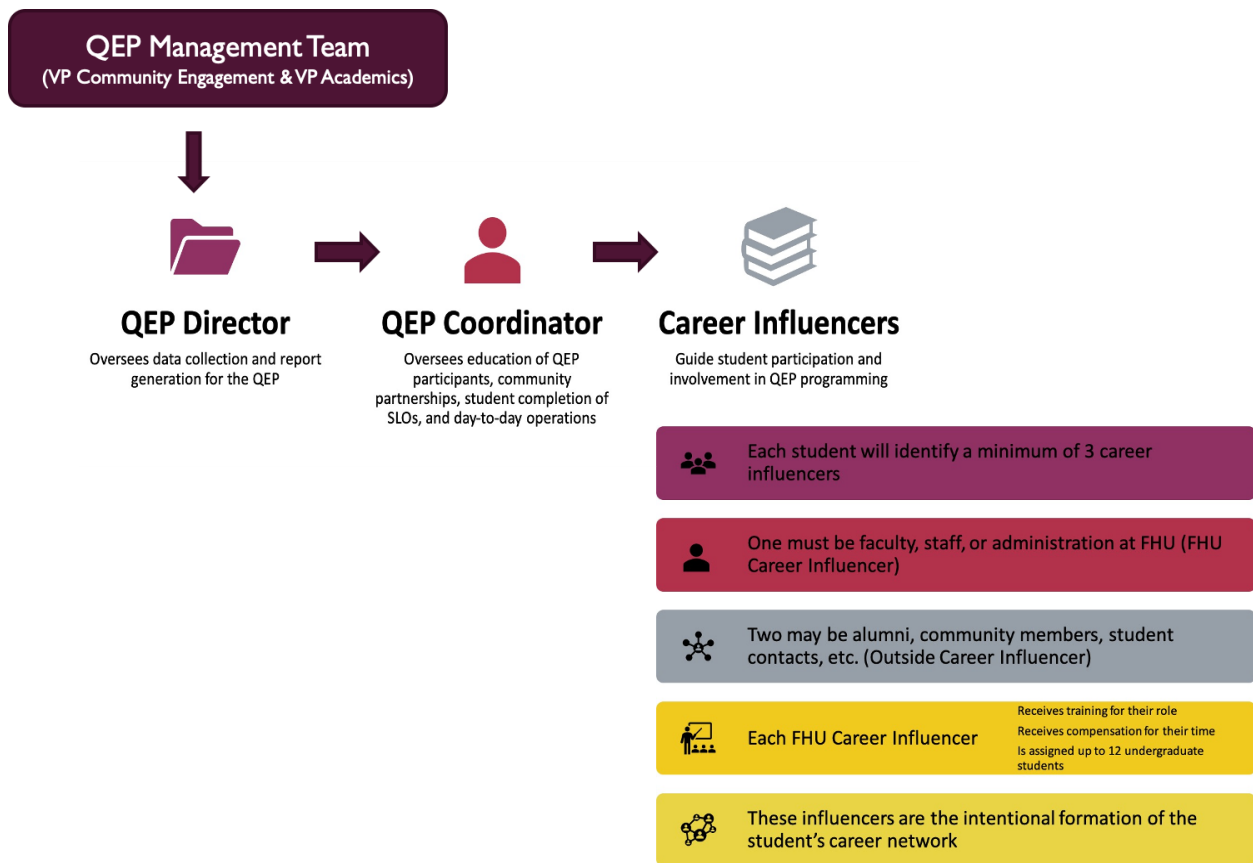 QEP Management Team
(VP Community Engagement & VP Academics)
QEP Director
Oversees data collection and report
generation for the QEP
QEP Coordinator
Oversees education of QEP
participants, community
partnerships, student completion of
SLOs, and day-to-day operations
Career Influencers
Guide student participation and
involvement in QEP programming
Each student will identify a minimum of 3 career
influencers
One must be faculty, staff, or administration at FHU (FHU
Career Influencer)
Two may be alumni, community members, student
contacts, etc. (Outside Career Influencer)
Each FHU Career Influencer
Receives training for their role
Receives compensation for their time
Is assigned up to 12 undergraduate
students
These influencers are the intentional formation of the
student’s career network